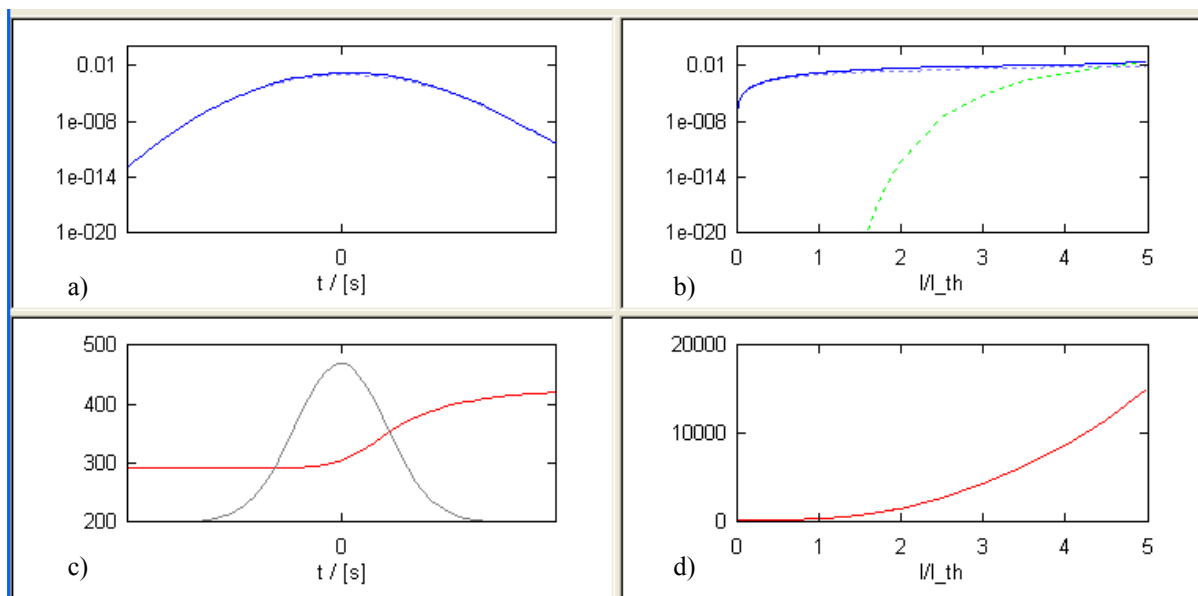 0.01
1e-008
1e-014
1e-020
0
a)
t / [s]
0.01
1e-008
1e-014
1e-020
0 1 2 3 4 5
b)
I/I_th
500
400
300
200
0
c)
t / [s]
20000
10000
0
0 1 2 3 4 5
d)
I/I_th